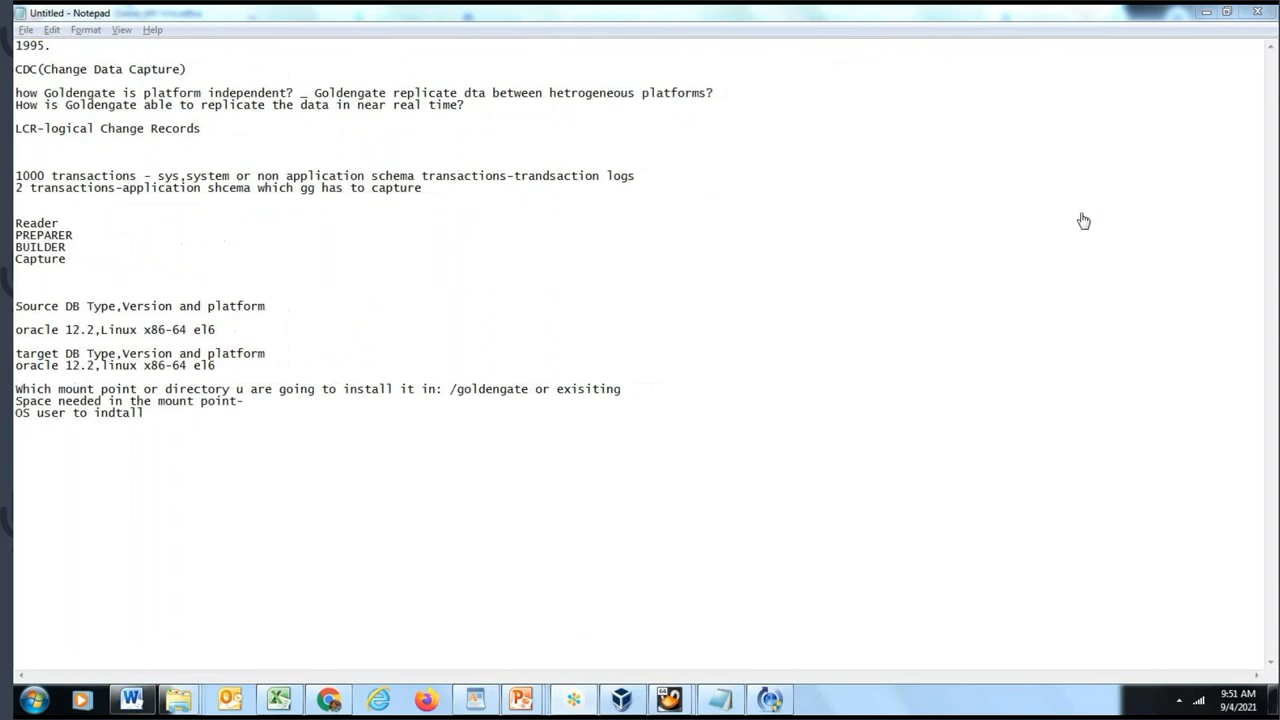 Untitled - Notepad
File Edit Format View Help
1995.
CDC(Change Data Capture)
how Goldengate is platform independent? _ Goldengate replicate dta between hetrogeneous platforms?
How is Goldengate able to replicate the data in near real time?
LCR-logical Change Records
1000 transactions - sys,system or non application schema transactions-trandsaction logs
2 transactions-application shcema which gg has to capture
Reader
PREPARER
BUILDER
Capture
Source DB Type,Version and platform
oracle 12.2,Linux x86-64 el6
target DB Type,Version and platform
oracle 12.2,linux x86-64 el6
Which mount point or directory u are going to install it in: /goldengate or exisiting
Space needed in the mount point-
OS user to indtall
9:51 AM
9/4/2021